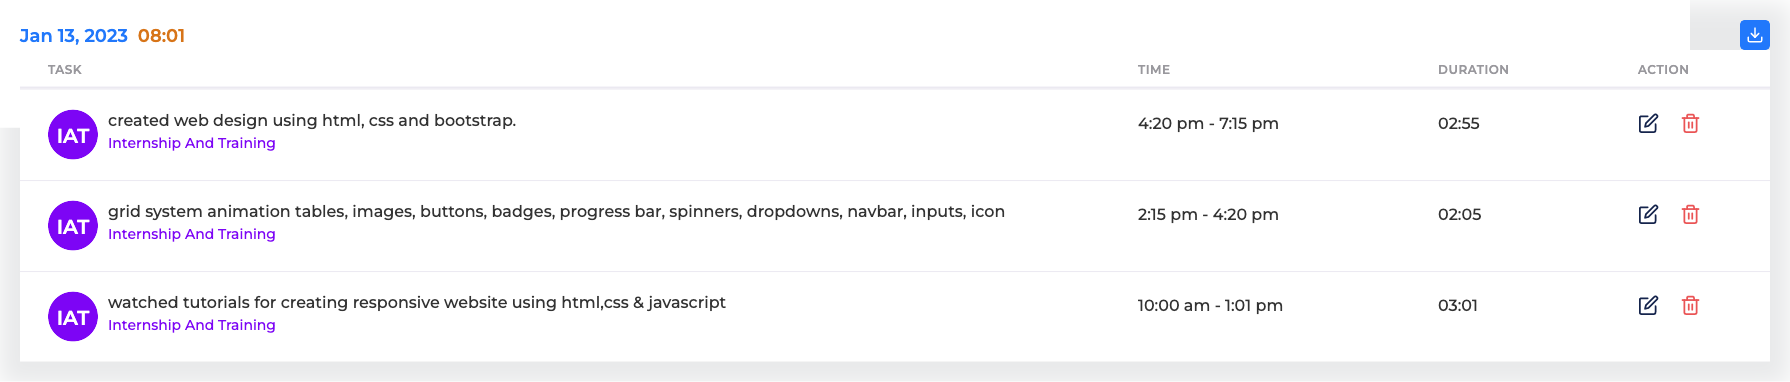 Jan 13, 2023 08:01
TASK TIME DURATION ACTION
IAT created web design using html, css and bootstrap. 4:20 pm - 7:15 pm 02:55
Internship And Training
IAT grid system animation tables, images, buttons, badges, progress bar, spinners, dropdowns, navbar, inputs, icon 2:15 pm - 4:20 pm 02:05
Internship And Training
IAT watched tutorials for creating responsive website using html,css & javascript 10:00 am - 1:01 pm 03:01
Internship And Training